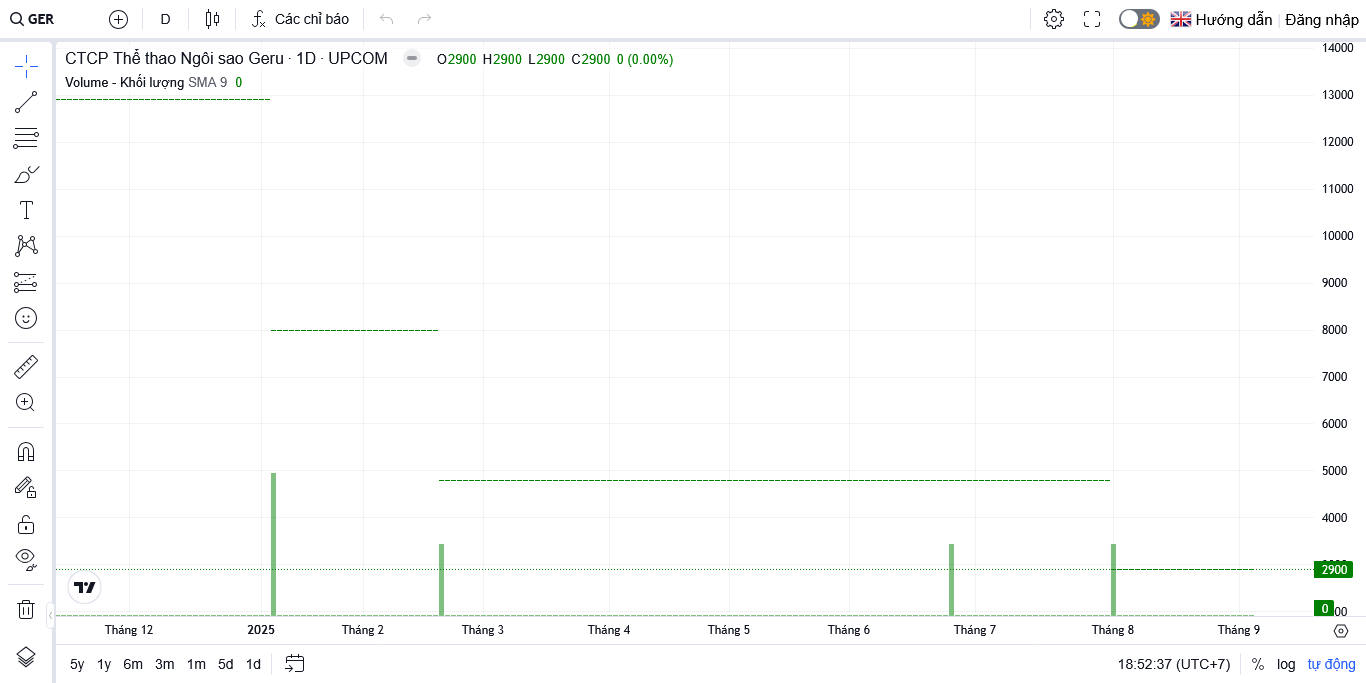 GER D Các chỉ báo Hướng dẫn Đăng nhập
CTCP Thể thao Ngôi sao Geru · 1D · UPCOM O2900 H2900 L2900 C2900 0 (0.00%)
Volume - Khối lượng SMA 9 0
14000
13000
12000
11000
10000
9000
8000
7000
6000
5000
4000
2900
0
Tháng 12 2025 Tháng 2 Tháng 3 Tháng 4 Tháng 5 Tháng 6 Tháng 7 Tháng 8 Tháng 9
5y 1y 6m 3m 1m 5d 1d 18:52:37 (UTC+7) % log tự động